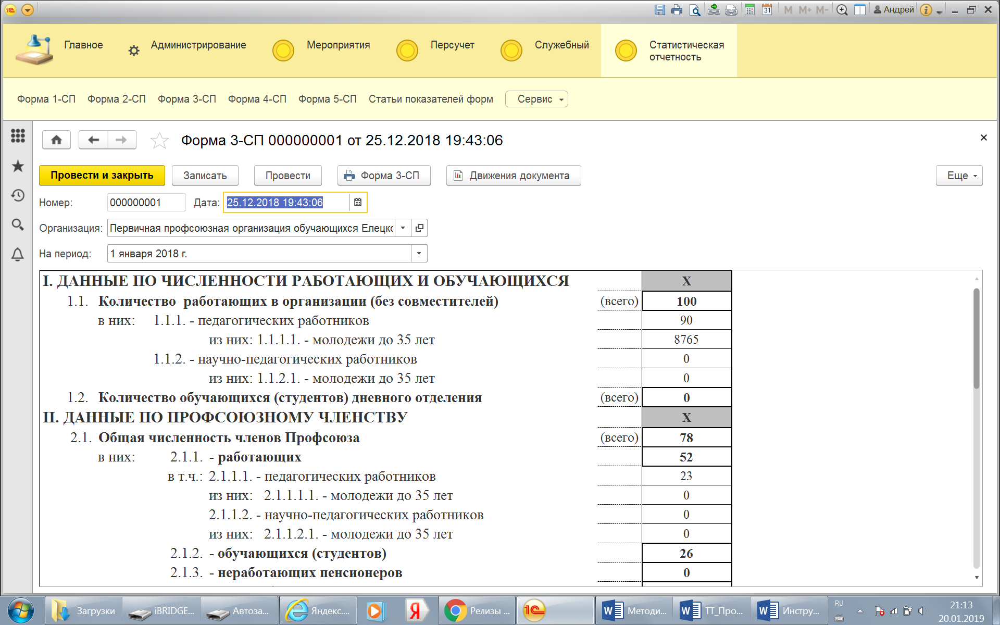 1С 31 M M+ M- Андрей
Главное Администрирование Мероприятия Персучет Служебный Статистическая
отчетность
Форма 1-СП Форма 2-СП Форма 3-СП Форма 4-СП Форма 5-СП Статьи показателей форм Сервис
Форма 3-СП 000000001 от 25.12.2018 19:43:06
Провести и закрыть Записать Провести Форма 3-СП Движения документа Еще
Номер: 000000001 Дата: 25.12.2018 19:43:06
Организация: Первичная профсоюзная организация обучающихся Елецко
На период: 1 января 2018 г.
I. ДАННЫЕ ПО ЧИСЛЕННОСТИ РАБОТАЮЩИХ И ОБУЧАЮЩИХСЯ X
1.1. Количество работающих в организации (без совместителей) (всего) 100
в них: 1.1.1. - педагогических работников 90
из них: 1.1.1.1. - молодежи до 35 лет 8765
1.1.2. - научно-педагогических работников 0
из них: 1.1.2.1. - молодежи до 35 лет 0
1.2. Количество обучающихся (студентов) дневного отделения (всего) 0
II. ДАННЫЕ ПО ПРОФСОЮЗНОМУ ЧЛЕНСТВУ X
2.1. Общая численность членов Профсоюза (всего) 78
в них: 2.1.1. - работающих 52
в т.ч.: 2.1.1.1. - педагогических работников 23
из них: 2.1.1.1.1. - молодежи до 35 лет 0
2.1.1.2. - научно-педагогических работников 0
из них: 2.1.1.2.1. - молодежи до 35 лет 0
2.1.2. - обучающихся (студентов) 26
2.1.3. - неработающих пенсионеров 0
Загрузки iBRIDGE... Автоза... Яндекс.... Я Релизы ... 1С W Методи... W ТТ_Про... W Инстру... RU 21:13
20.01.2019